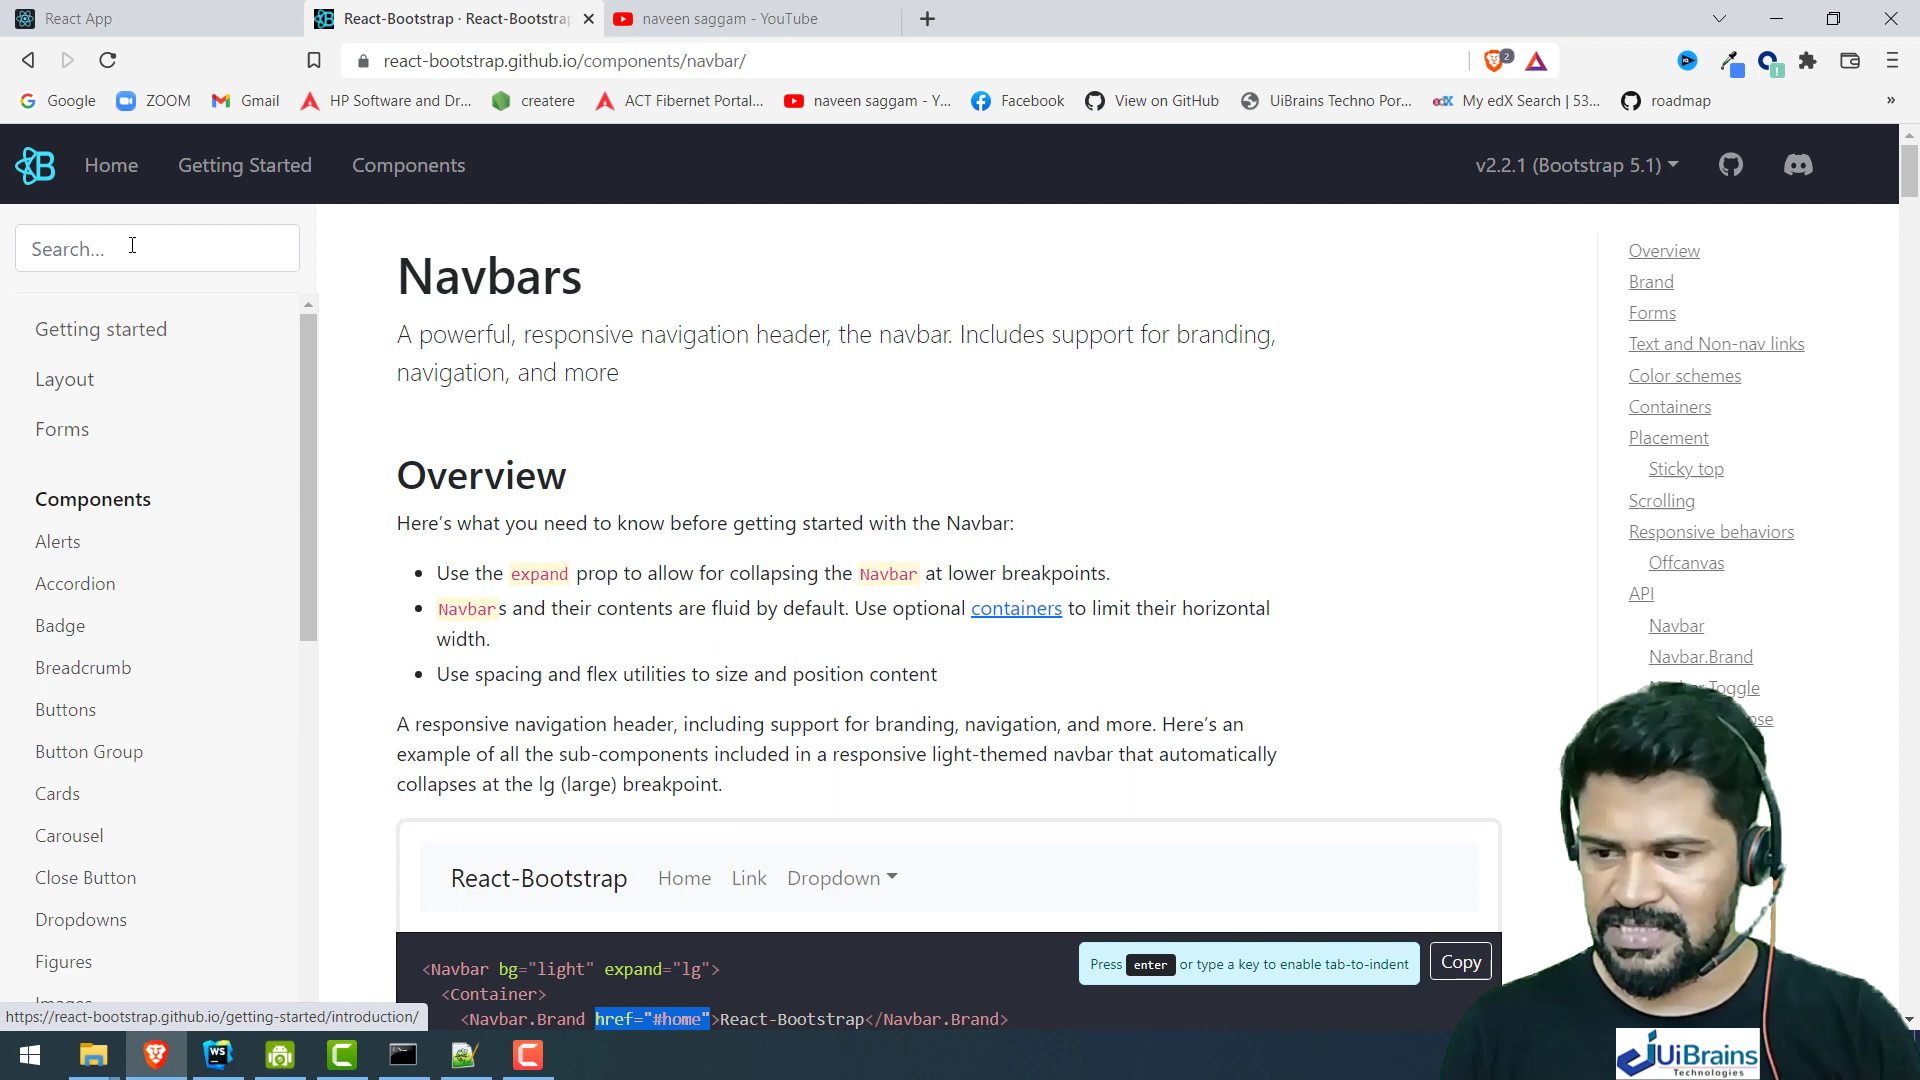 React App
React-Bootstrap · React-Bootstra
naveen saggam - YouTube
react-bootstrap.github.io/components/navbar/
2
Google
ZOOM
Gmail
HP Software and Dr...
createre
ACT Fibernet Portal...
naveen saggam - Y...
Facebook
View on GitHub
UiBrains Techno Por...
edX
My edX Search | 53...
roadmap
»
Home
Getting Started
Components
v2.2.1 (Bootstrap 5.1)
Search...
Getting started
Layout
Forms
Components
Alerts
Accordion
Badge
Breadcrumb
Buttons
Button Group
Cards
Carousel
Close Button
Dropdowns
Figures
Images
https://react-bootstrap.github.io/getting-started/introduction/
Navbars
A powerful, responsive navigation header, the navbar. Includes support for branding,
navigation, and more
Overview
Here’s what you need to know before getting started with the Navbar:
• Use the expand prop to allow for collapsing the Navbar at lower breakpoints.
• Navbars and their contents are fluid by default. Use optional containers to limit their horizontal
width.
• Use spacing and flex utilities to size and position content
A responsive navigation header, including support for branding, navigation, and more. Here’s an
example of all the sub-components included in a responsive light-themed navbar that automatically
collapses at the lg (large) breakpoint.
React-Bootstrap
Home
Link
Dropdown
Press enter or type a key to enable tab-to-indent
Copy
<Navbar bg="light" expand="lg">
<Container>
<Navbar.Brand href="#home">React-Bootstrap</Navbar.Brand>
Overview
Brand
Forms
Text and Non-nav links
Color schemes
Containers
Placement
Sticky top
Scrolling
Responsive behaviors
Offcanvas
API
Navbar
Navbar.Brand
Toggle
WS
UiBrains
Technologies